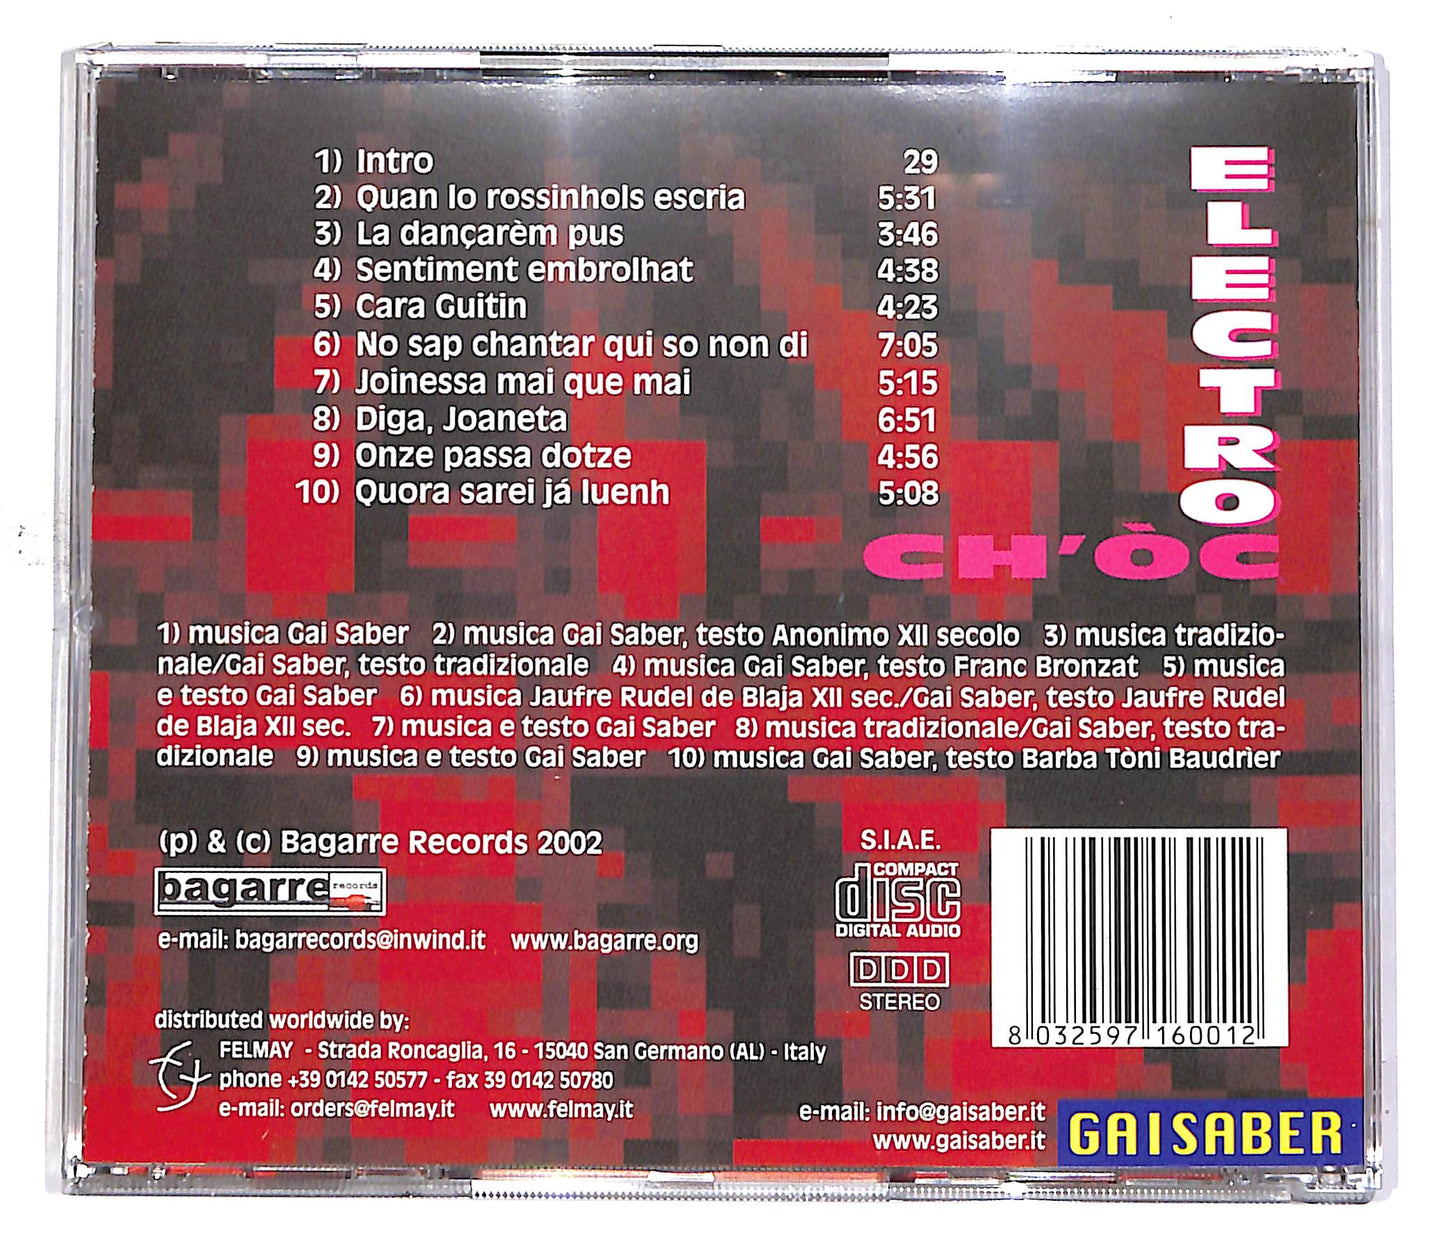 1) Intro 29
2) Quan lo rossinhols escria 5:31
3) La dançarèm pus 3:46
4) Sentiment embrolhat 4:38
5) Cara Guitin 4:23
6) No sap chantar qui so non di 7:05
7) Joinessa mai que mai 5:15
8) Diga, Joaneta 6:51
9) Onze passa dotze 4:56
10) Quora sarei já luenh 5:08
ELECTRO
CH'ÒC
1) musica Gai Saber 2) musica Gai Saber, testo Anonimo XII secolo 3) musica tradizio-
nale/Gai Saber, testo tradizionale 4) musica Gai Saber, testo Franc Bronzat 5) musica
e testo Gai Saber 6) musica Jaufre Rudel de Blaja XII sec./Gai Saber, testo Jaufre Rudel
de Blaja XII sec. 7) musica e testo Gai Saber 8) musica tradizionale/Gai Saber, testo tra-
dizionale 9) musica e testo Gai Saber 10) musica Gai Saber, testo Barba Tòni Baudrìer
(p) & (c) Bagarre Records 2002
bagarre records
e-mail: bagarrecords@inwind.it www.bagarre.org
S.I.A.E.
COMPACT
disc
DIGITAL AUDIO
DDD
STEREO
8 032597 160012
distributed worldwide by:
FELMAY - Strada Roncaglia, 16 - 15040 San Germano (AL) - Italy
phone +39 0142 50577 - fax 39 0142 50780
e-mail: orders@felmay.it www.felmay.it
e-mail: info@gaisaber.it
www.gaisaber.it
GAI SABER